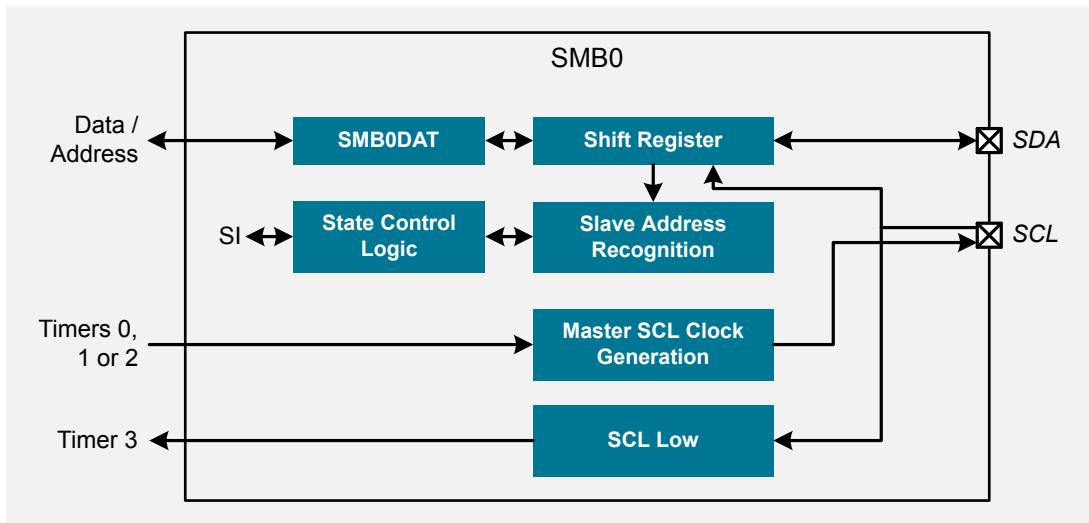 SMB0
Data /
Address
SMB0DAT
Shift Register
SDA
SI
State Control
Logic
Slave Address
Recognition
SCL
Timers 0,
1 or 2
Master SCL Clock
Generation
Timer 3
SCL Low